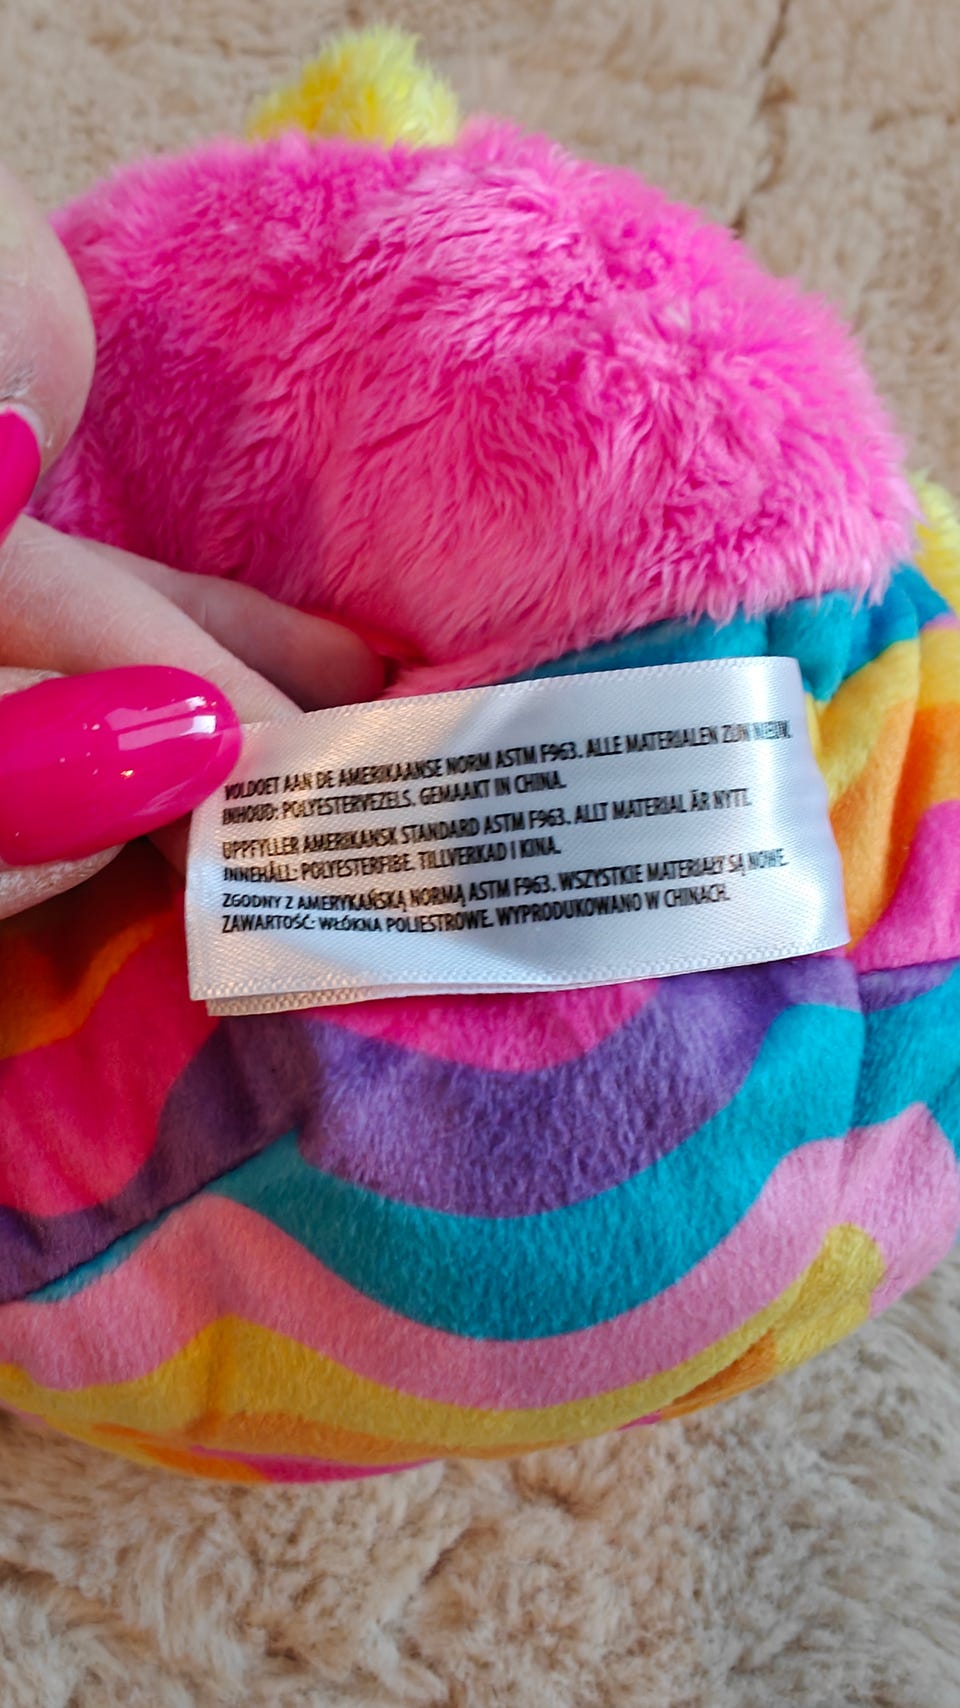 VOLDOET AAN DE AMERIKAANSE NORM ASTM F963. ALLE MATERIALEN ZIJN NIEUW.
INHOUD: POLYESTERVEZELS. GEMAAKT IN CHINA.
UPPFYLLER AMERIKANSK STANDARD ASTM F963. ALLT MATERIAL ÄR NYTT.
INNEHÅLL: POLYESTERFIBE. TILLVERKAD I KINA.
ZGODNY Z AMERYKAŃSKĄ NORMĄ ASTM F963. WSZYSTKIE MATERIAŁY SĄ NOWE.
ZAWARTOŚĆ: WŁÓKNA POLIESTROWE. WYPRODUKOWANO W CHINACH.